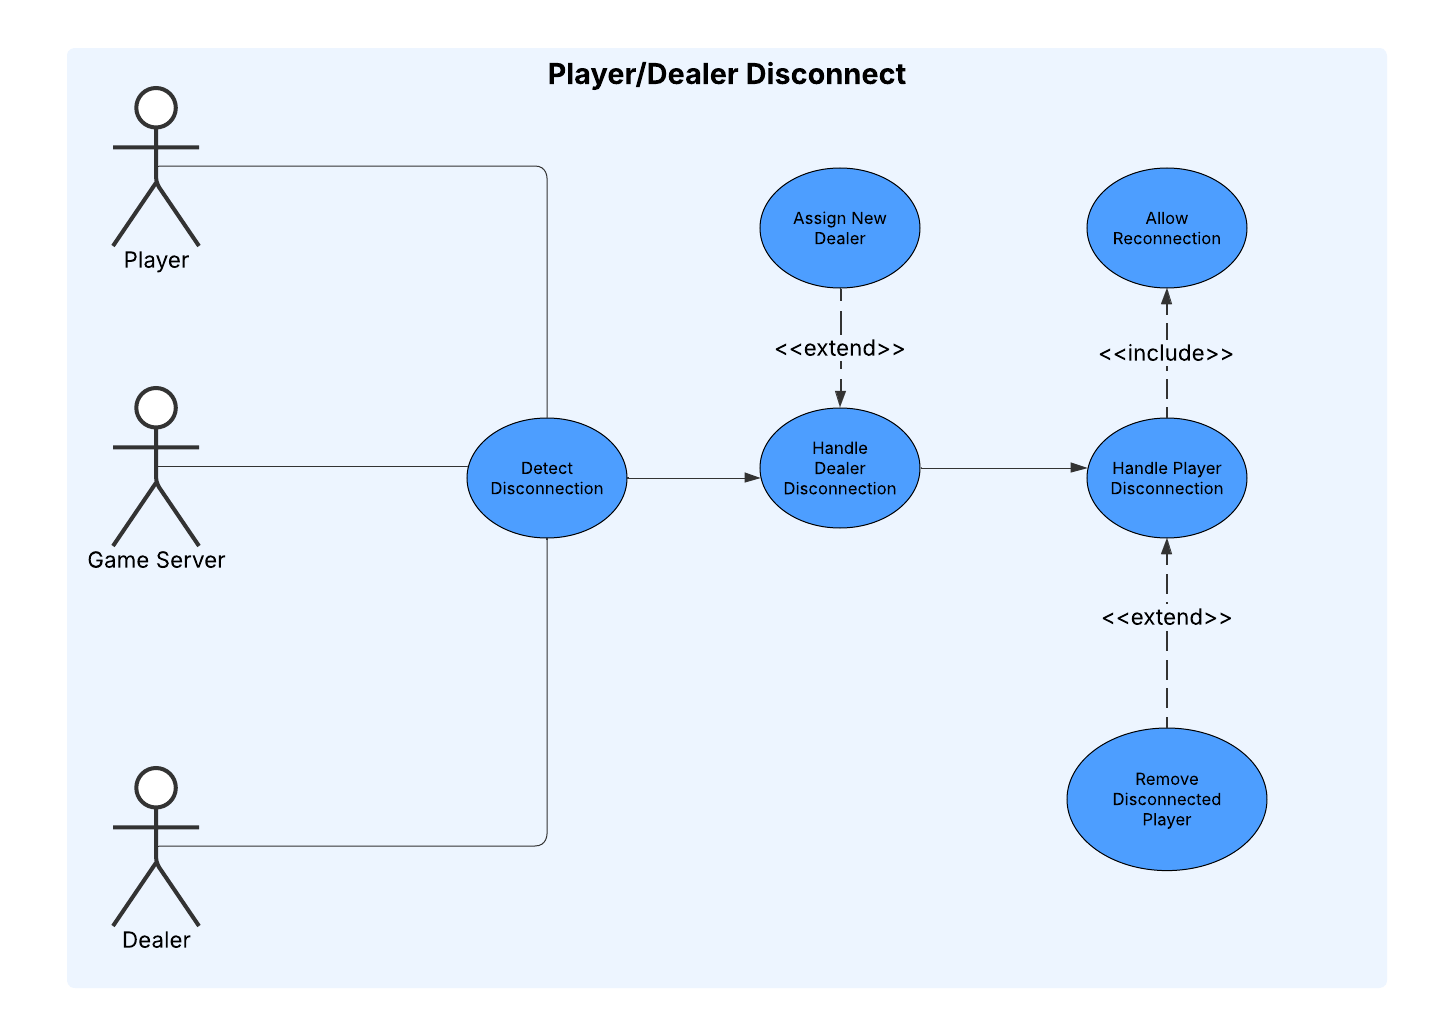 Player/Dealer Disconnect
Player
Assign New
Dealer
Allow
Reconnection
<<extend>>
<<include>>
Game Server
Detect
Disconnection
Handle
Dealer
Disconnection
Handle Player
Disconnection
<<extend>>
Remove
Disconnected
Player
Dealer